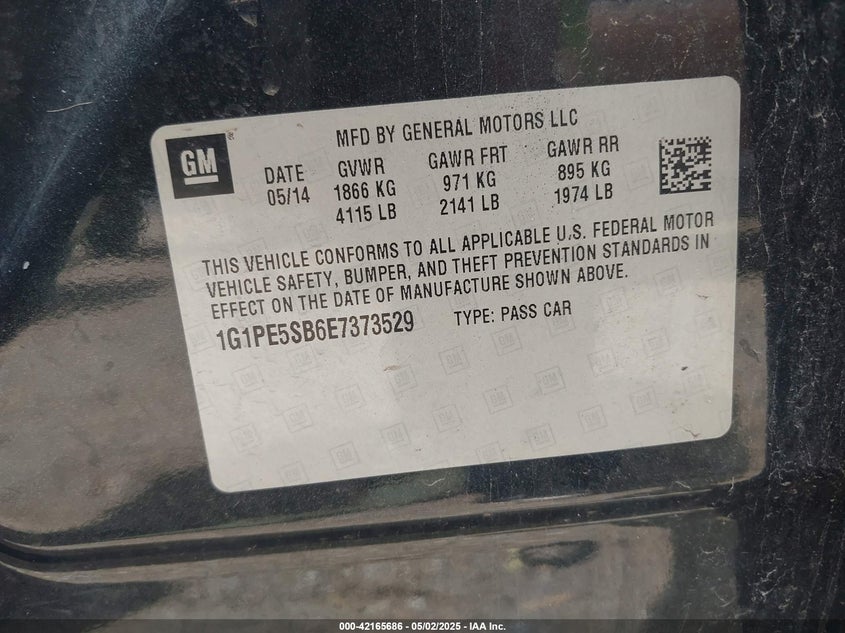 GM
MFD BY GENERAL MOTORS LLC
DATE GVWR GAWR FRT GAWR RR
05/14 1866 KG 971 KG 895 KG
4115 LB 2141 LB 1974 LB
THIS VEHICLE CONFORMS TO ALL APPLICABLE U.S. FEDERAL MOTOR
VEHICLE SAFETY, BUMPER, AND THEFT PREVENTION STANDARDS IN
EFFECT ON THE DATE OF MANUFACTURE SHOWN ABOVE.
1G1PE5SB6E7373529 TYPE: PASS CAR
000-42165686 - 05/02/2025 - IAA Inc.